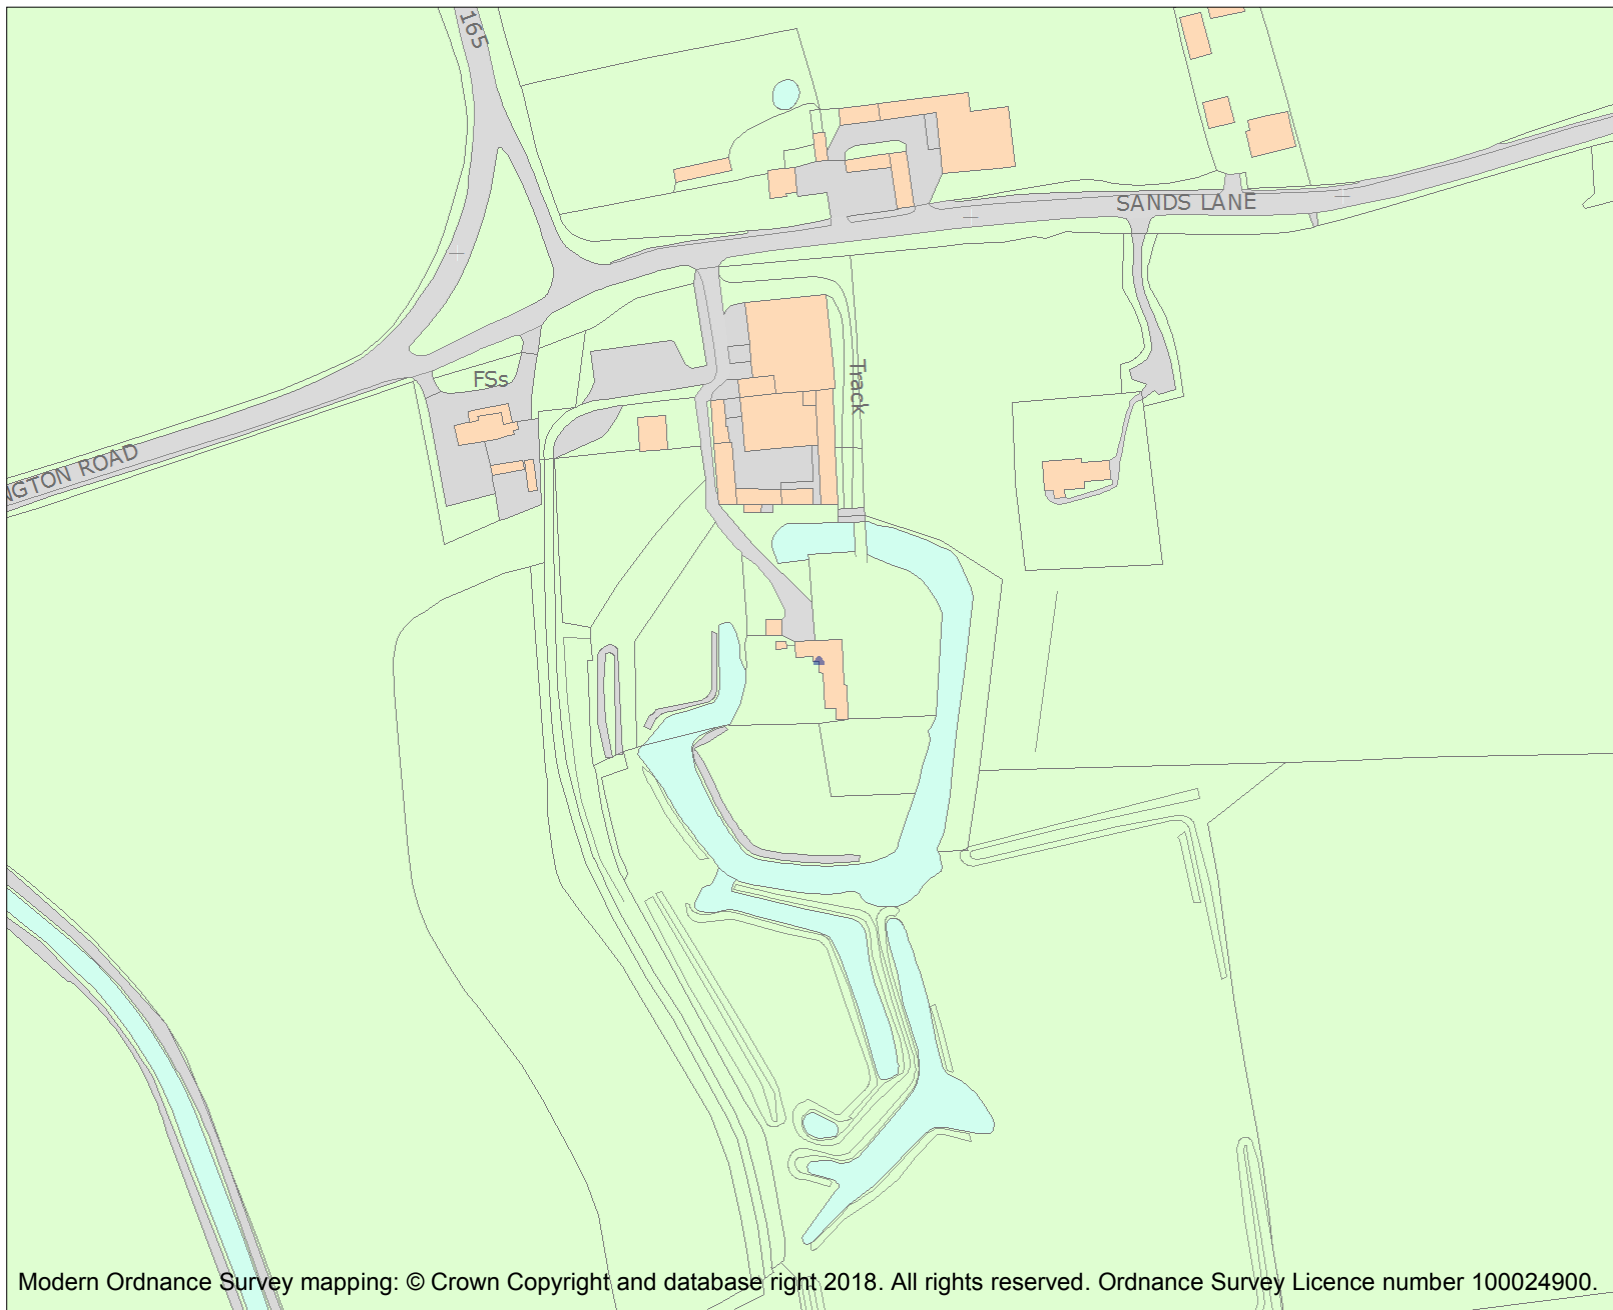 165
SANDS LANE
Track
FSs
NGTON ROAD
Modern Ordnance Survey mapping: © Crown Copyright and database right 2018. All rights reserved. Ordnance Survey Licence number 100024900.